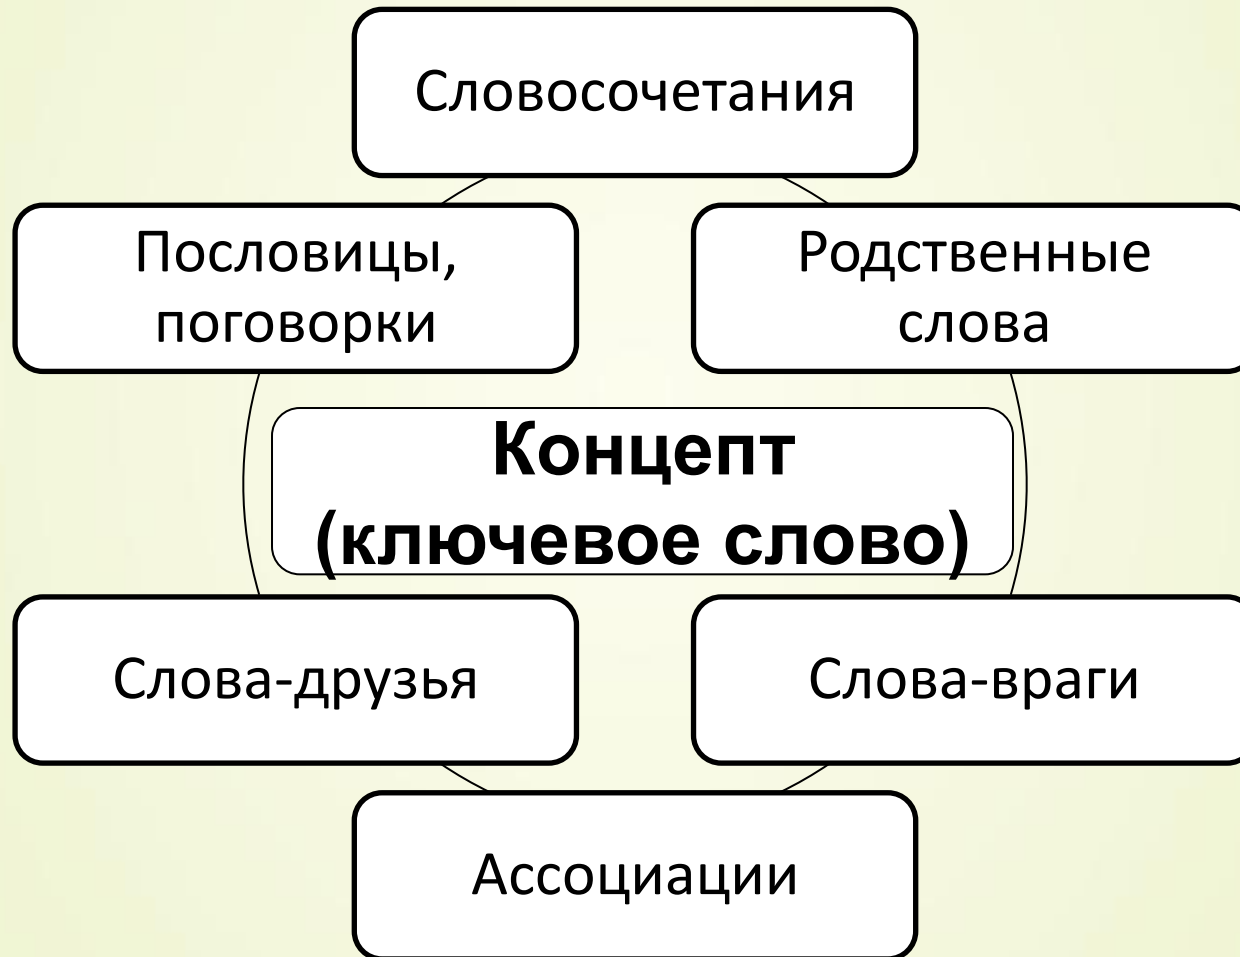 Словосочетания
Пословицы,
поговорки
Родственные
слова
Концепт
(ключевое слово)
Слова-друзья
Слова-враги
Ассоциации